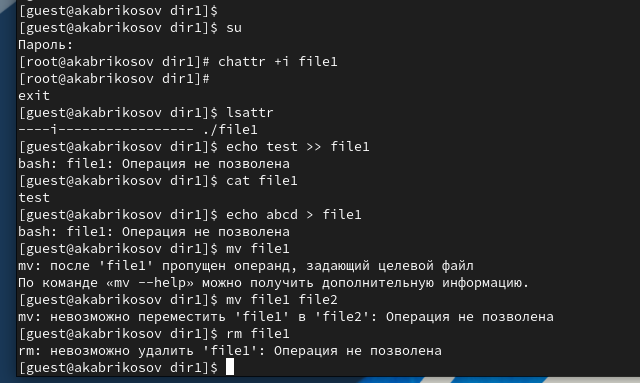 [guest@akabrikosov dir1]$
[guest@akabrikosov dir1]$ su
Пароль:
[root@akabrikosov dir1]# chattr +i file1
[root@akabrikosov dir1]#
exit
[guest@akabrikosov dir1]$ lsattr
----i----------------- ./file1
[guest@akabrikosov dir1]$ echo test >> file1
bash: file1: Операция не позволена
[guest@akabrikosov dir1]$ cat file1
test
[guest@akabrikosov dir1]$ echo abcd > file1
bash: file1: Операция не позволена
[guest@akabrikosov dir1]$ mv file1
mv: после 'file1' пропущен операнд, задающий целевой файл
По команде «mv --help» можно получить дополнительную информацию.
[guest@akabrikosov dir1]$ mv file1 file2
mv: невозможно переместить 'file1' в 'file2': Операция не позволена
[guest@akabrikosov dir1]$ rm file1
rm: невозможно удалить 'file1': Операция не позволена
[guest@akabrikosov dir1]$